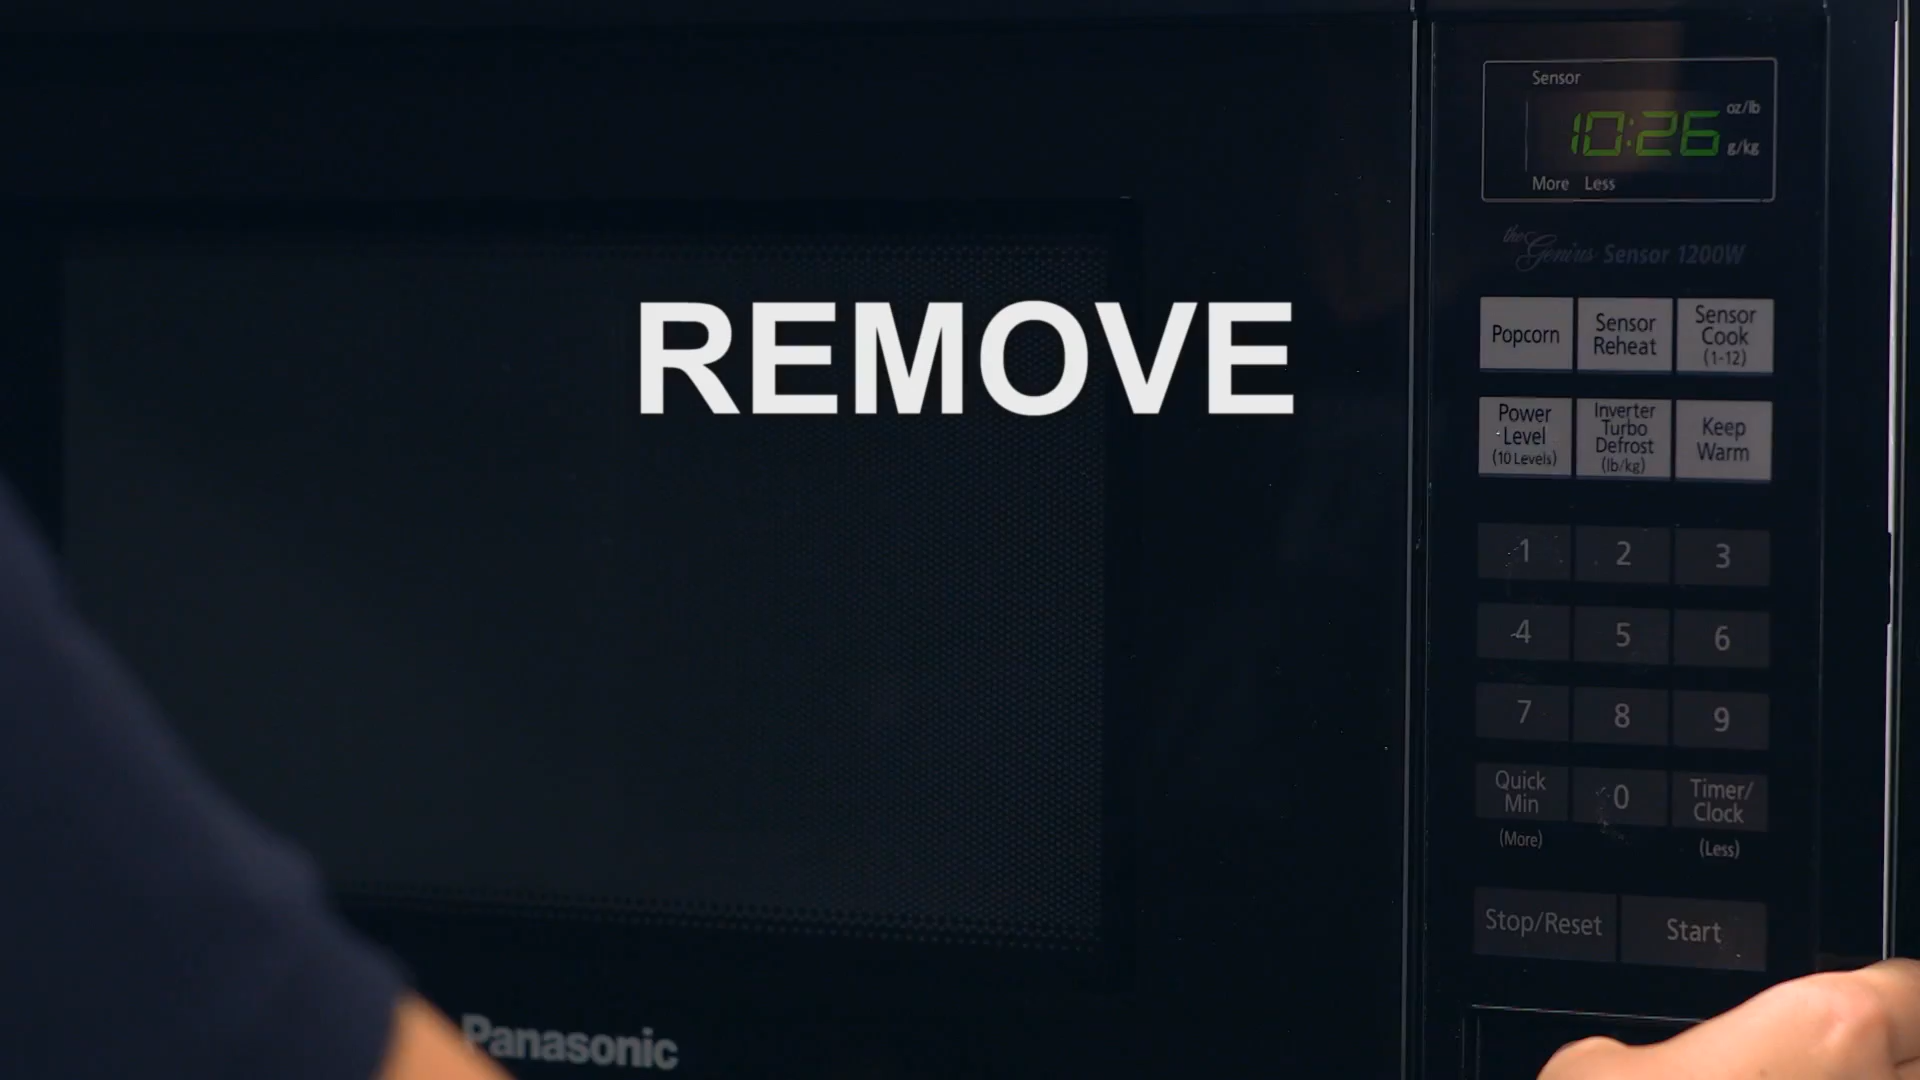 REMOVE
Sensor
10:26
oz/lb
g/kg
More Less
the Genius Sensor 1200W
Popcorn
Sensor Reheat
Sensor Cook (1-12)
Power Level (10 Levels)
Inverter Turbo Defrost (lb/kg)
Keep Warm
1 2 3
4 5 6
7 8 9
Quick Min
0
Timer/Clock
(More) (Less)
Stop/Reset Start
Panasonic